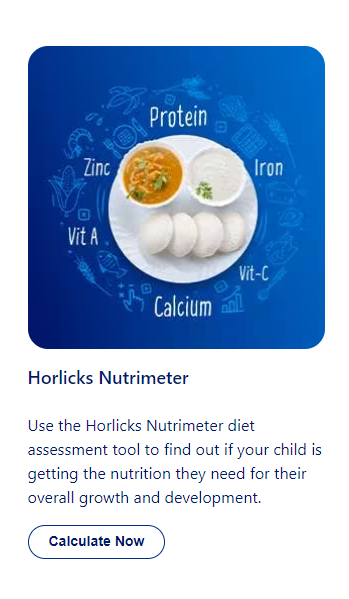 Protein
Zinc
Iron
Vit A
Vit-C
Calcium
Horlicks Nutrimeter
Use the Horlicks Nutrimeter diet
assessment tool to find out if your child is
getting the nutrition they need for their
overall growth and development.
Calculate Now